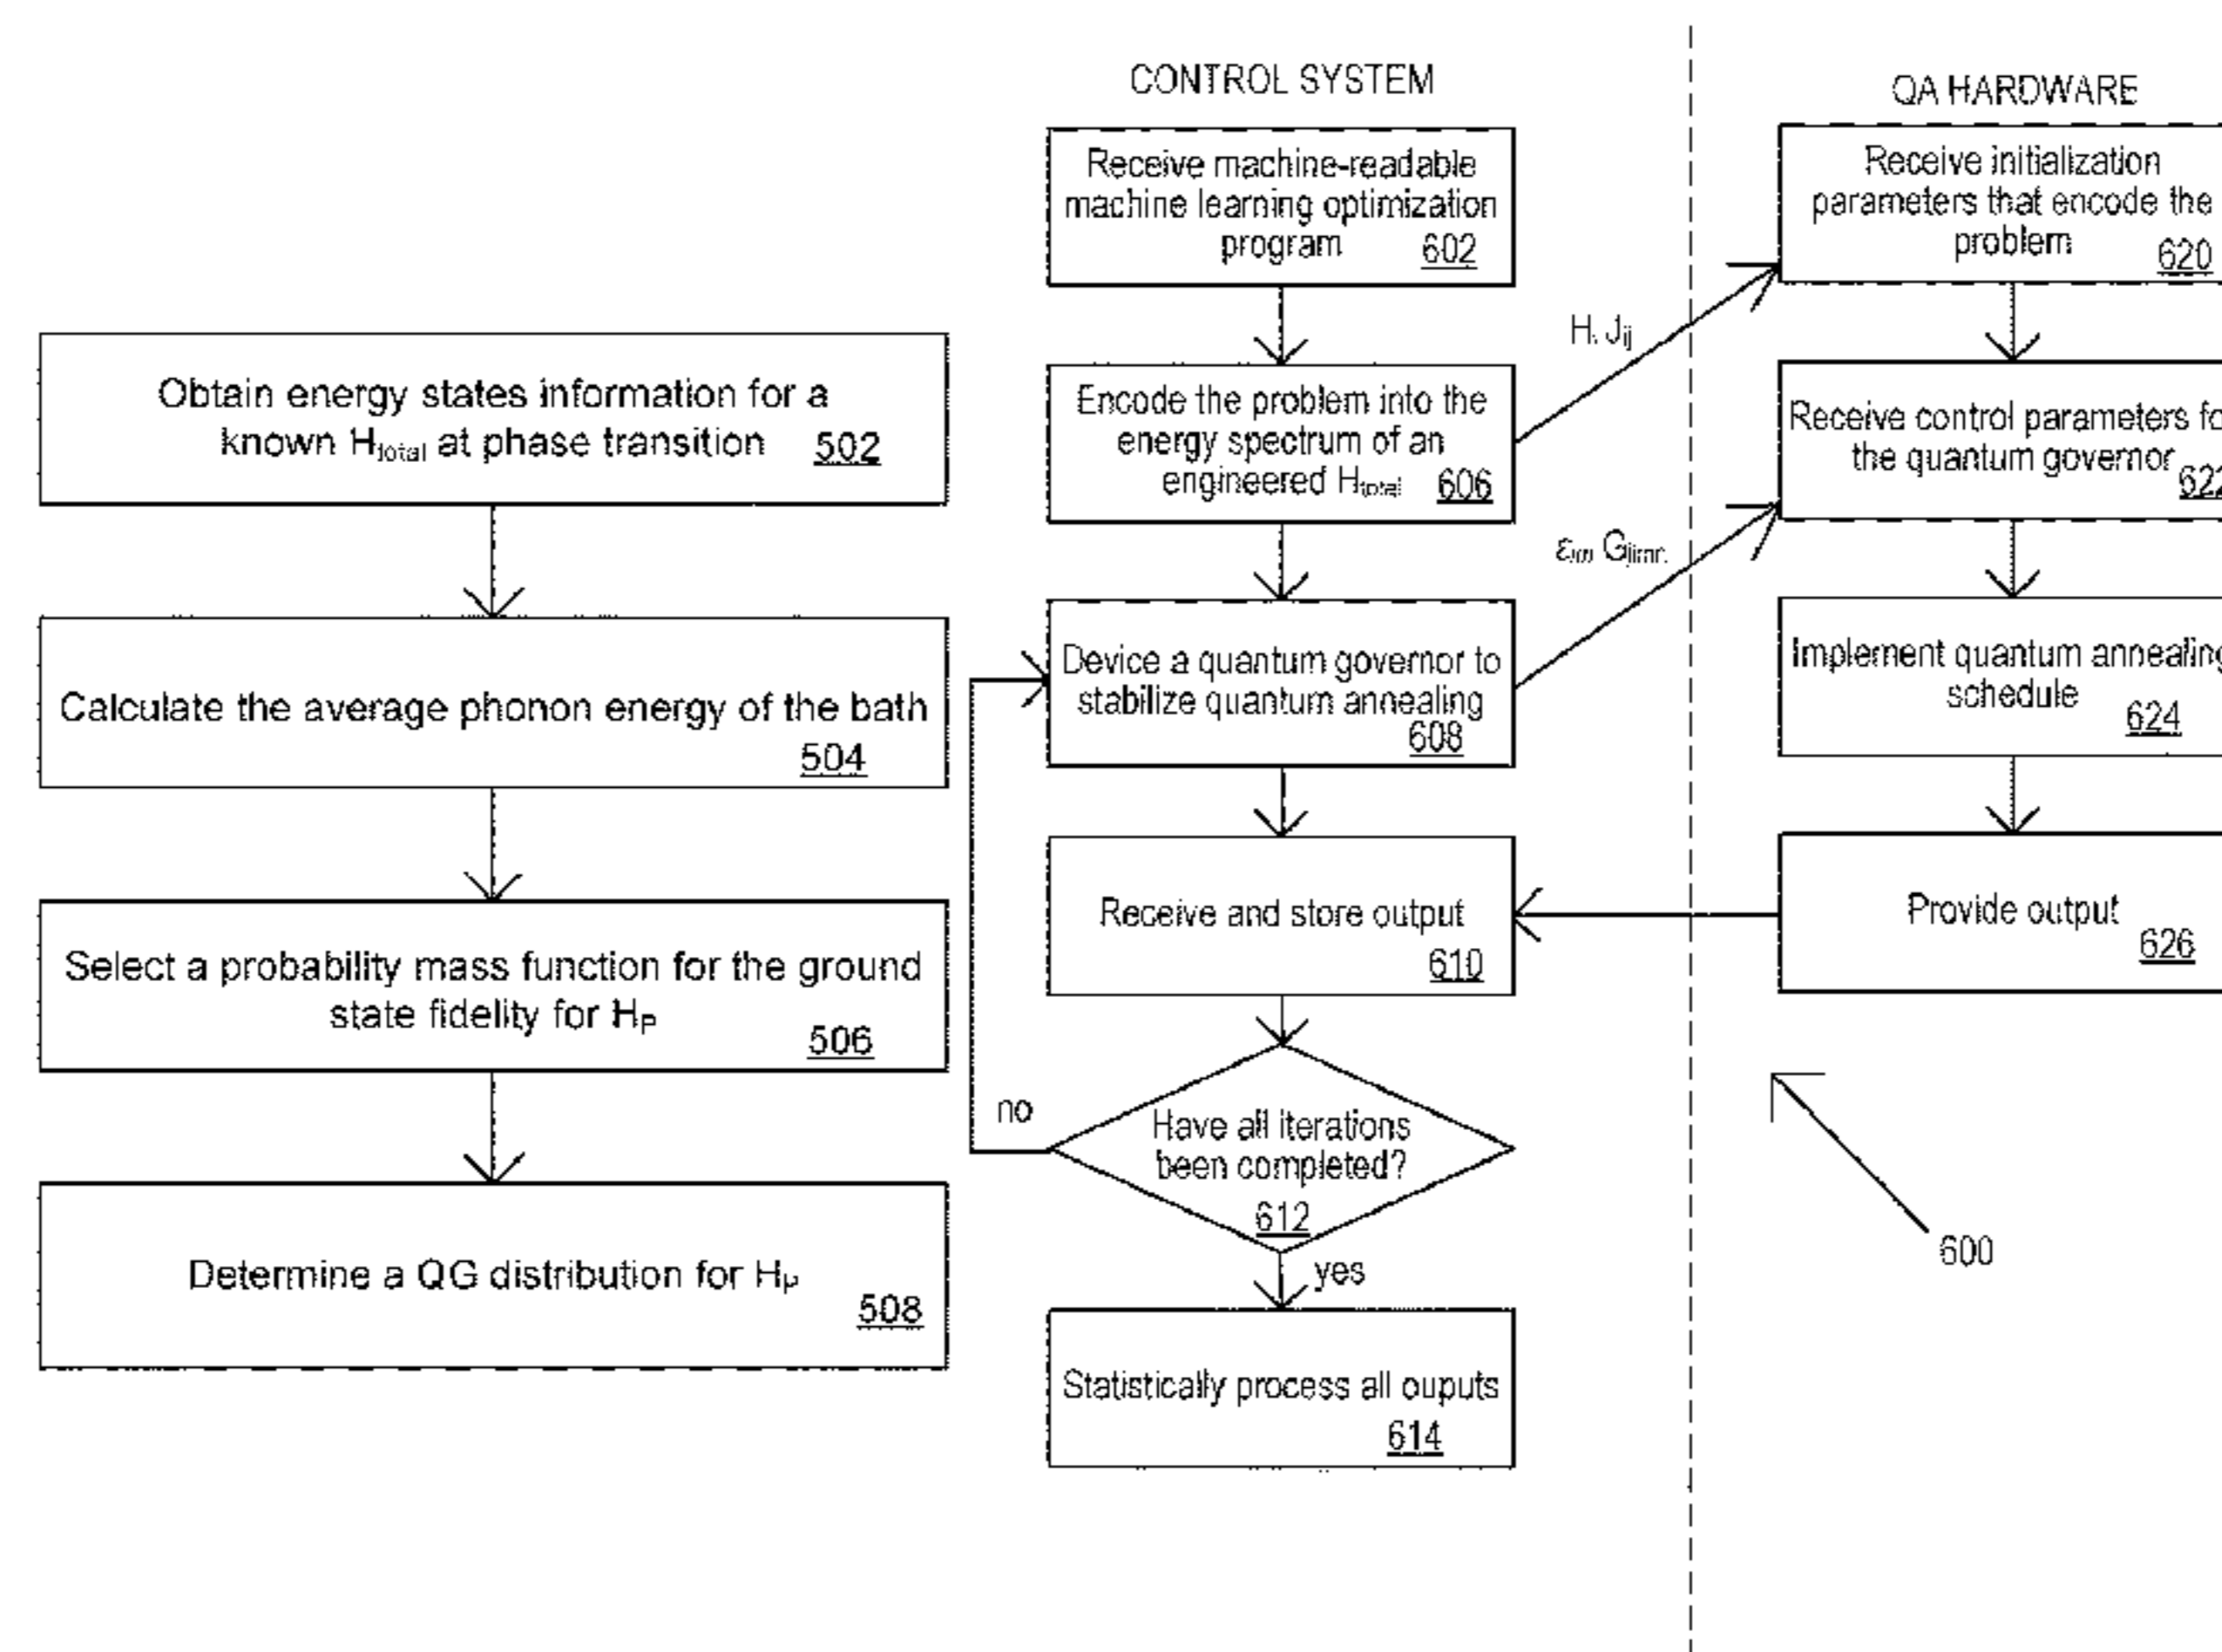 Obtain energy states information for a
known Htotal at phase transition 502
Calculate the average phonon energy of the bath
504
Select a probability mass function for the ground
state fidelity for HP
506
Determine a QG distribution for HP
508
CONTROL SYSTEM
Receive machine-readable
machine learning optimization
program 602
Encode the problem into the
energy spectrum of an
engineered Htotal 606
Device a quantum governor to
stabilize quantum annealing
608
Receive and store output
610
no
Have all iterations
been completed?
612
yes
Statistically process all ouputs
614
Jij
QA HARDWARE
Receive initialization
parameters that encode the
problem 620
Receive control parameters fo
the quantum governor
622
Implement quantum annealing
schedule
624
Provide output
626
600